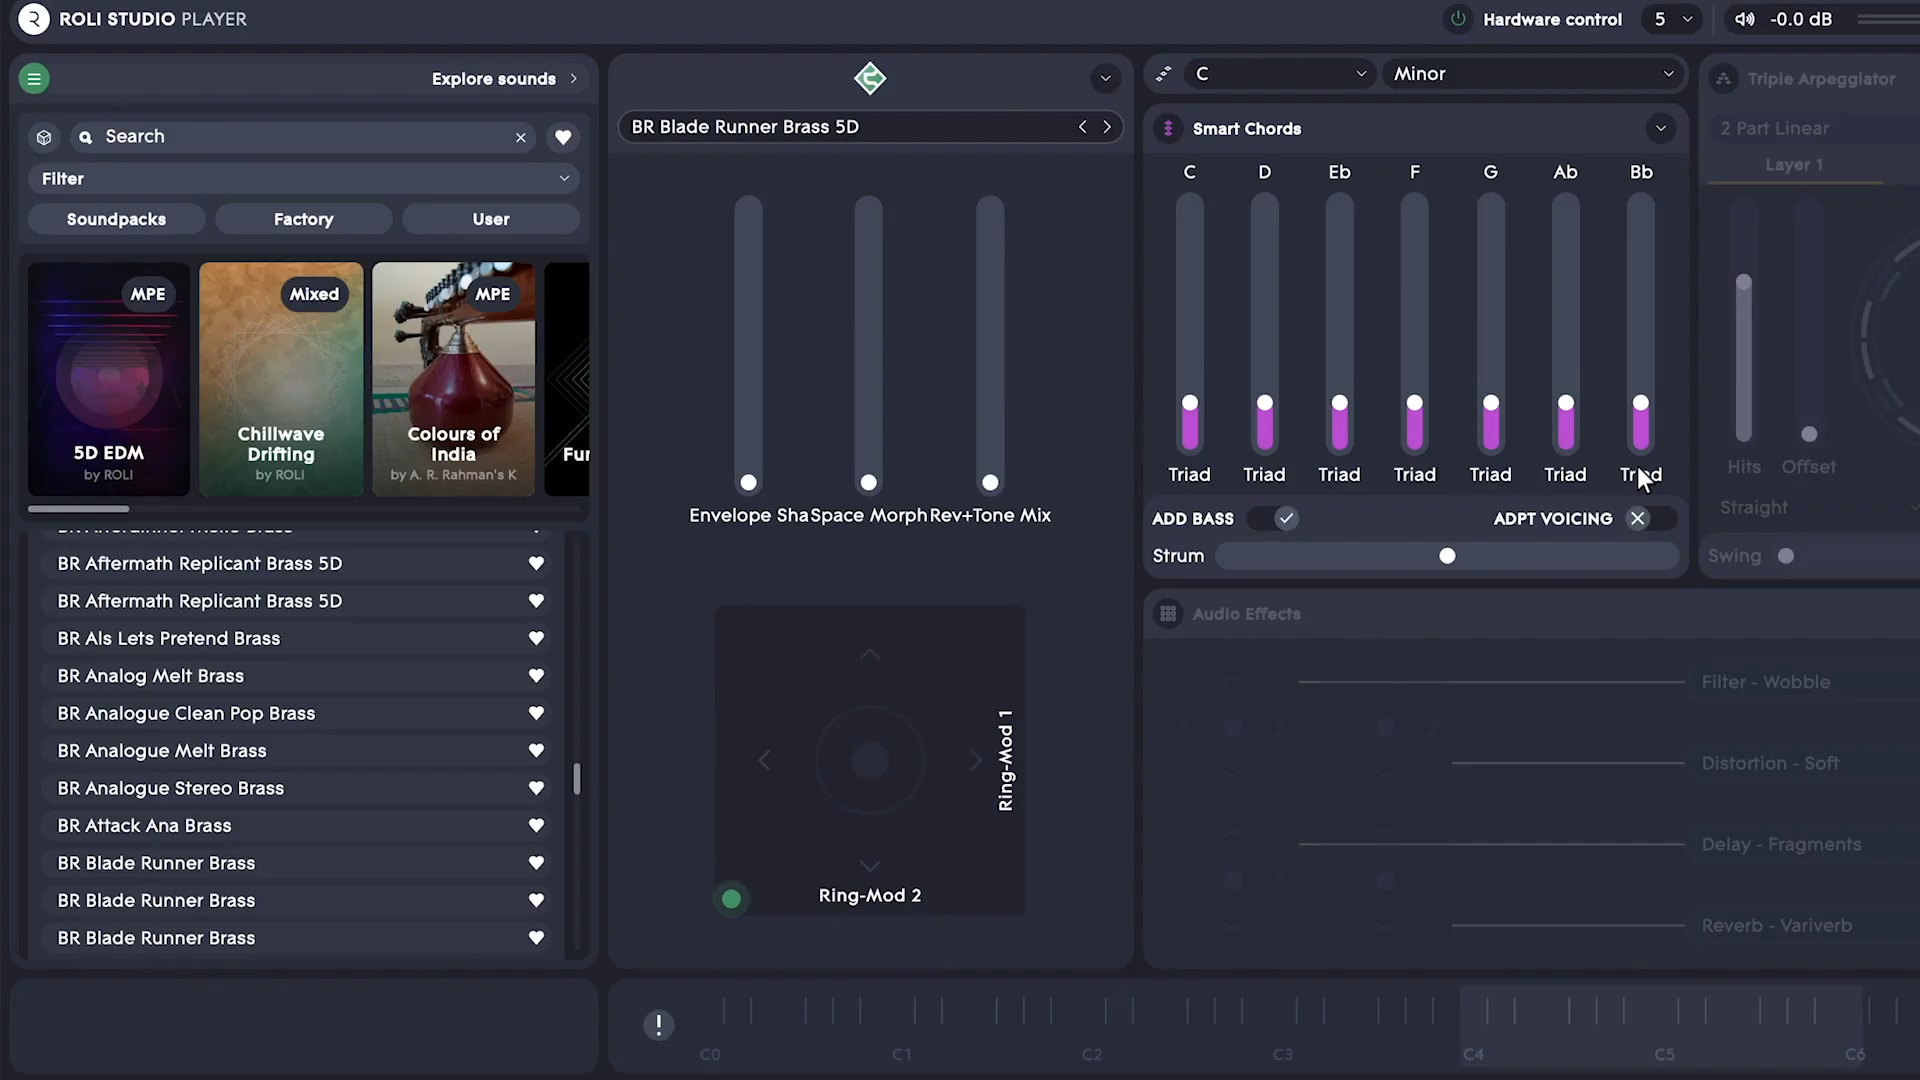 ROLI STUDIO PLAYER
Hardware control
5
-0.0 dB
Explore sounds
Search
Filter
Soundpacks
Factory
User
MPE
5D EDM
by ROLI
Mixed
Chillwave
Drifting
by ROLI
MPE
Colours of
India
by A. R. Rahman's K
Fur
BR Aftermath Replicant Brass 5D
BR Aftermath Replicant Brass 5D
BR Als Lets Pretend Brass
BR Analog Melt Brass
BR Analogue Clean Pop Brass
BR Analogue Melt Brass
BR Analogue Stereo Brass
BR Attack Ana Brass
BR Blade Runner Brass
BR Blade Runner Brass
BR Blade Runner Brass
BR Blade Runner Brass 5D
Envelope Sha
Space Morph
Rev+Tone Mix
Ring-Mod 1
Ring-Mod 2
C
Minor
Smart Chords
C D Eb F G Ab Bb
Triad Triad Triad Triad Triad Triad Triad
ADD BASS
ADPT VOICING
Strum
Triple Arpeggiator
2 Part Linear
Layer 1
Hits
Offset
Straight
Swing
Audio Effects
Filter - Wobble
Distortion - Soft
Delay - Fragments
Reverb - Variverb
!
C0 C1 C2 C3 C4 C5 C6